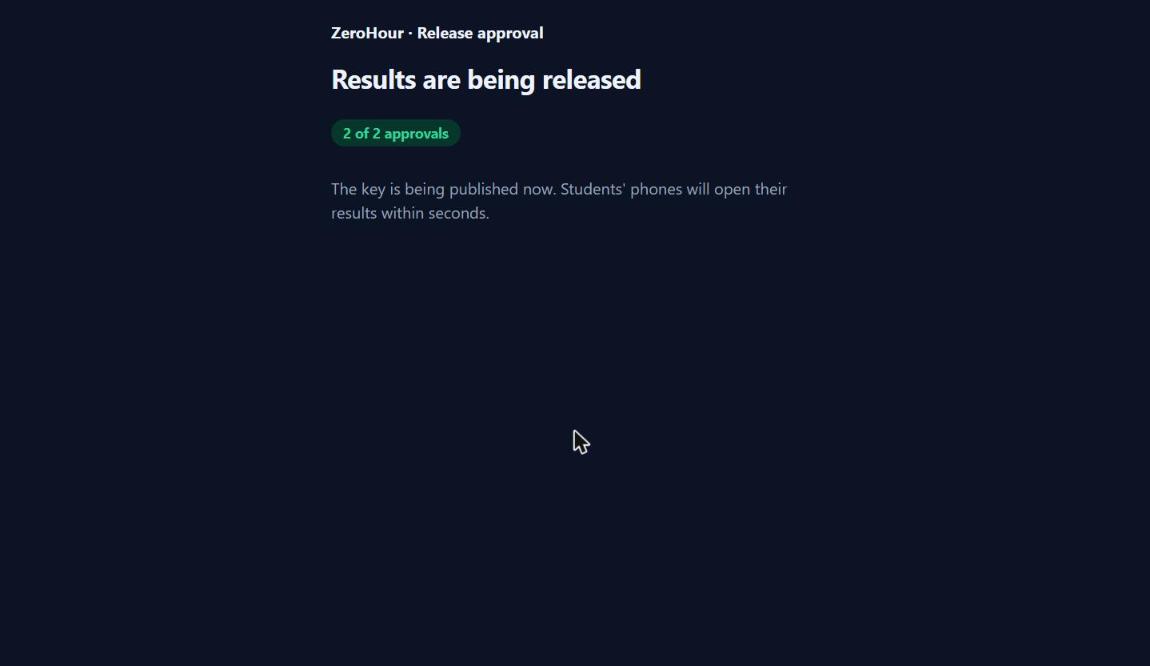 ZeroHour · Release approval
Results are being released
2 of 2 approvals
The key is being published now. Students' phones will open their
results within seconds.